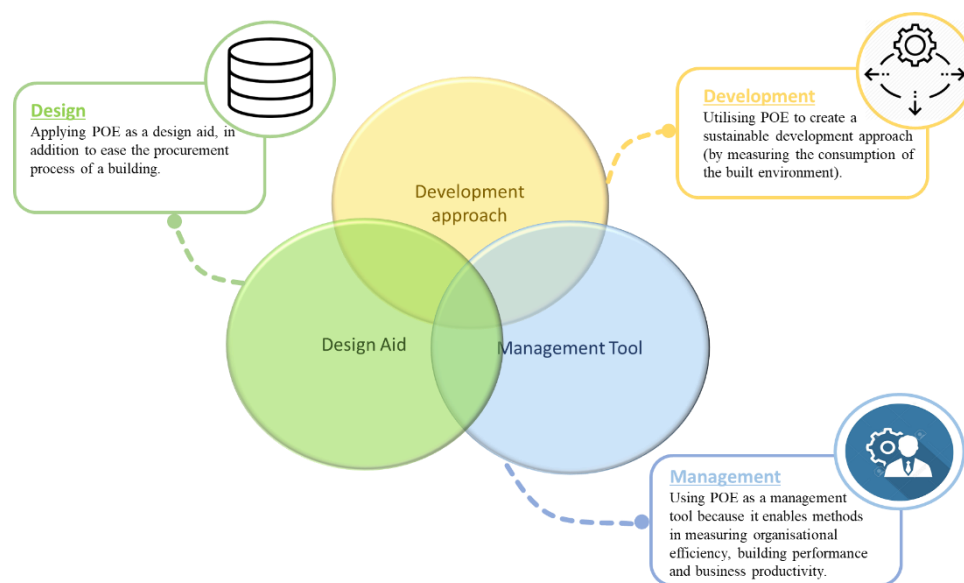 Design
Applying POE as a design aid, in
addition to ease the procurement
process of a building.
Development
Utilising POE to create a
sustainable development approach
(by measuring the consumption of
the built environment).
Development
approach
Design Aid
Management Tool
Management
Using POE as a management
tool because it enables methods
in measuring organisational
efficiency, building performance
and business productivity.